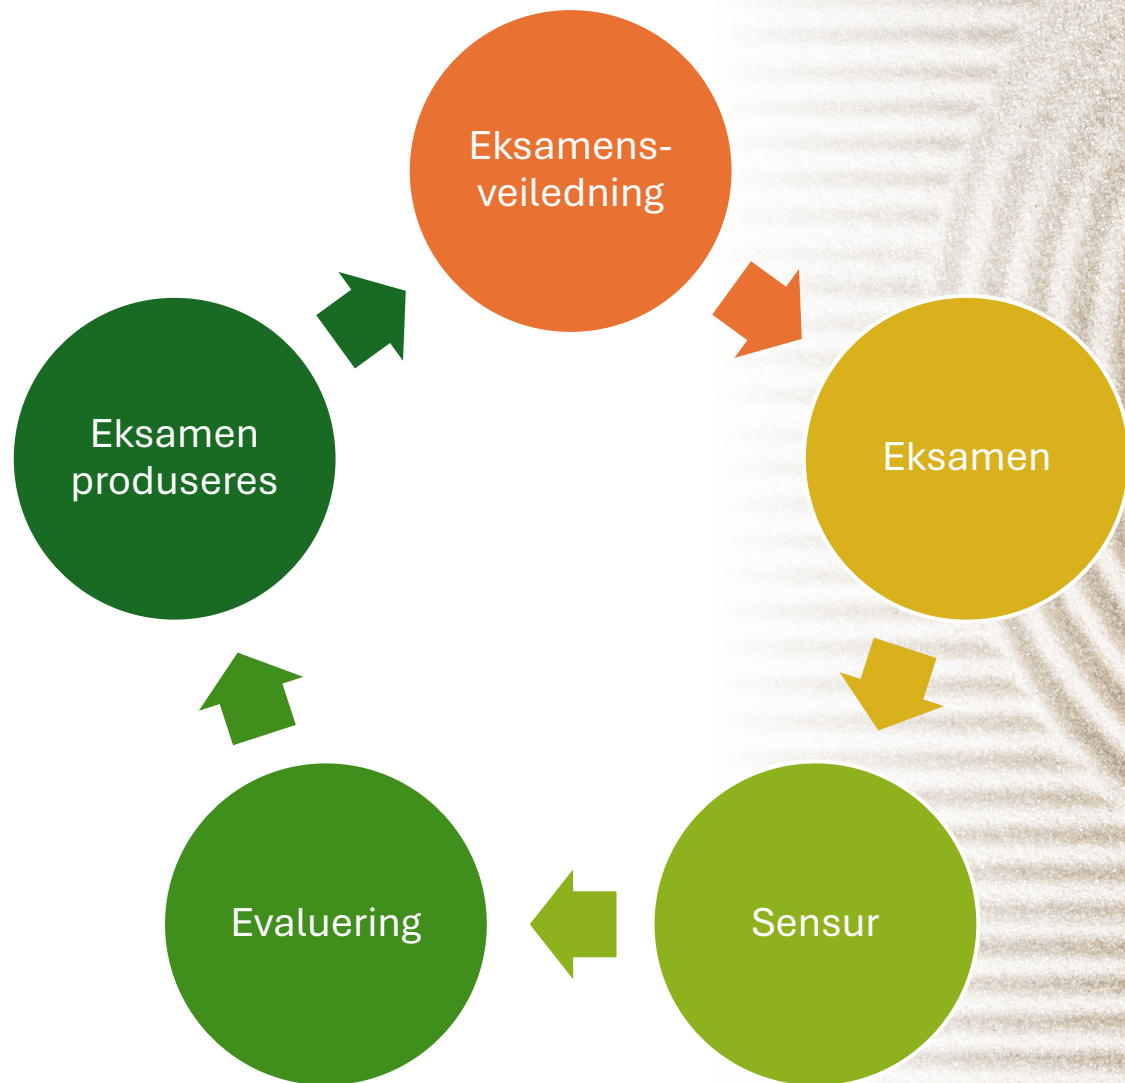 Eksamens-
veiledning
Eksamen
Sensur
Evaluering
Eksamen
produseres